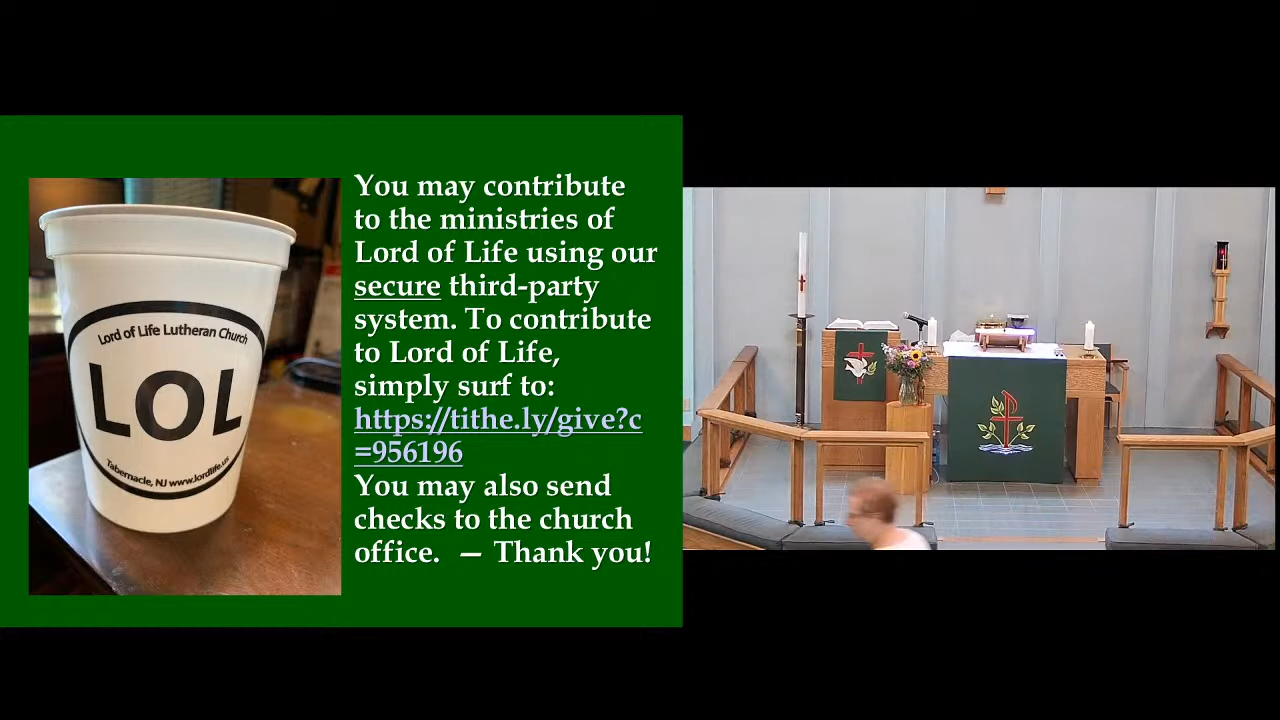 Lord of Life Lutheran Church
LOL
Tabernacle, NJ www.lordlife.us
You may contribute
to the ministries of
Lord of Life using our
secure third-party
system. To contribute
to Lord of Life,
simply surf to:
https://tithe.ly/give?c
=956196
You may also send
checks to the church
office. — Thank you!